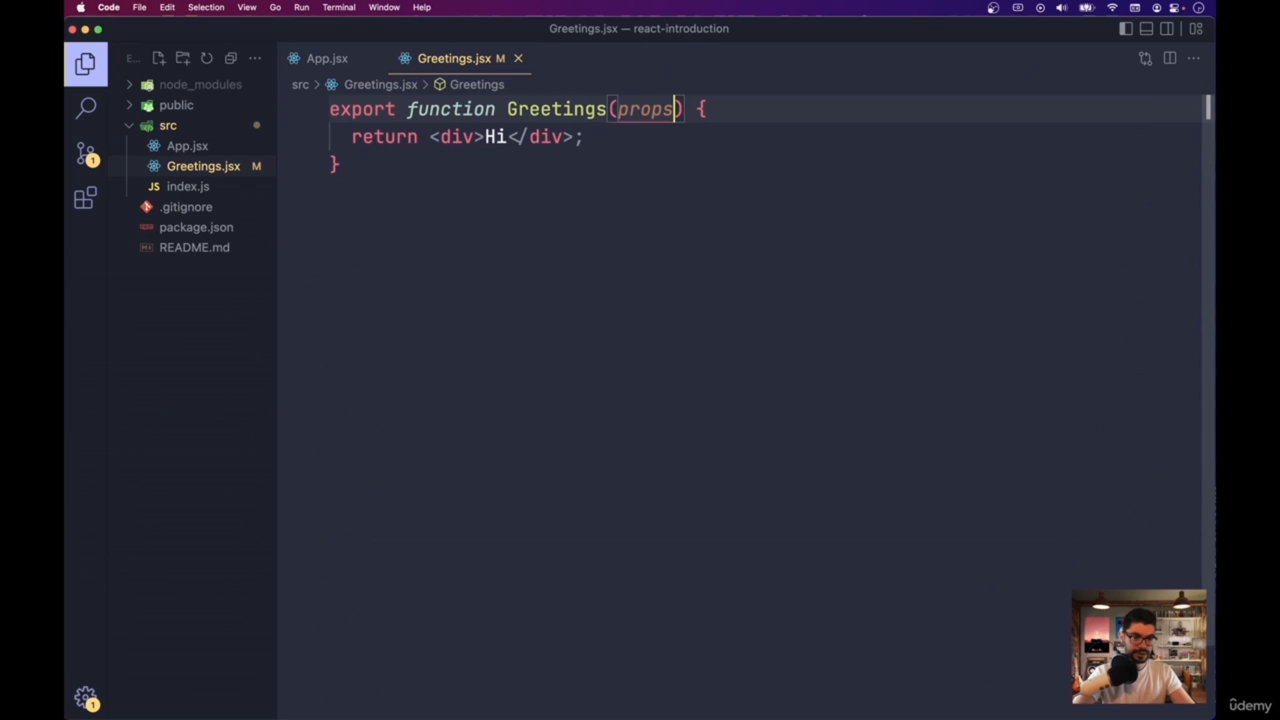 Code File Edit Selection View Go Run Terminal Window Help
Greetings.jsx — react-introduction
E... App.jsx Greetings.jsx M
src > Greetings.jsx > Greetings
node_modules
public
src
App.jsx
Greetings.jsx M
index.js
.gitignore
package.json
README.md
export function Greetings(props) {
return <div>Hi</div>;
}
1
1
udemy